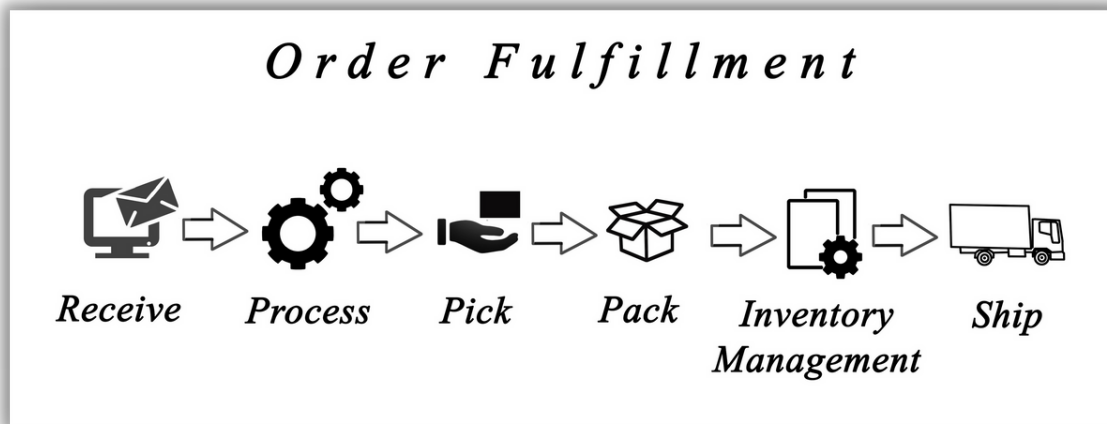 Order Fulfillment
Receive
Process
Pick
Pack
Inventory
Management
Ship